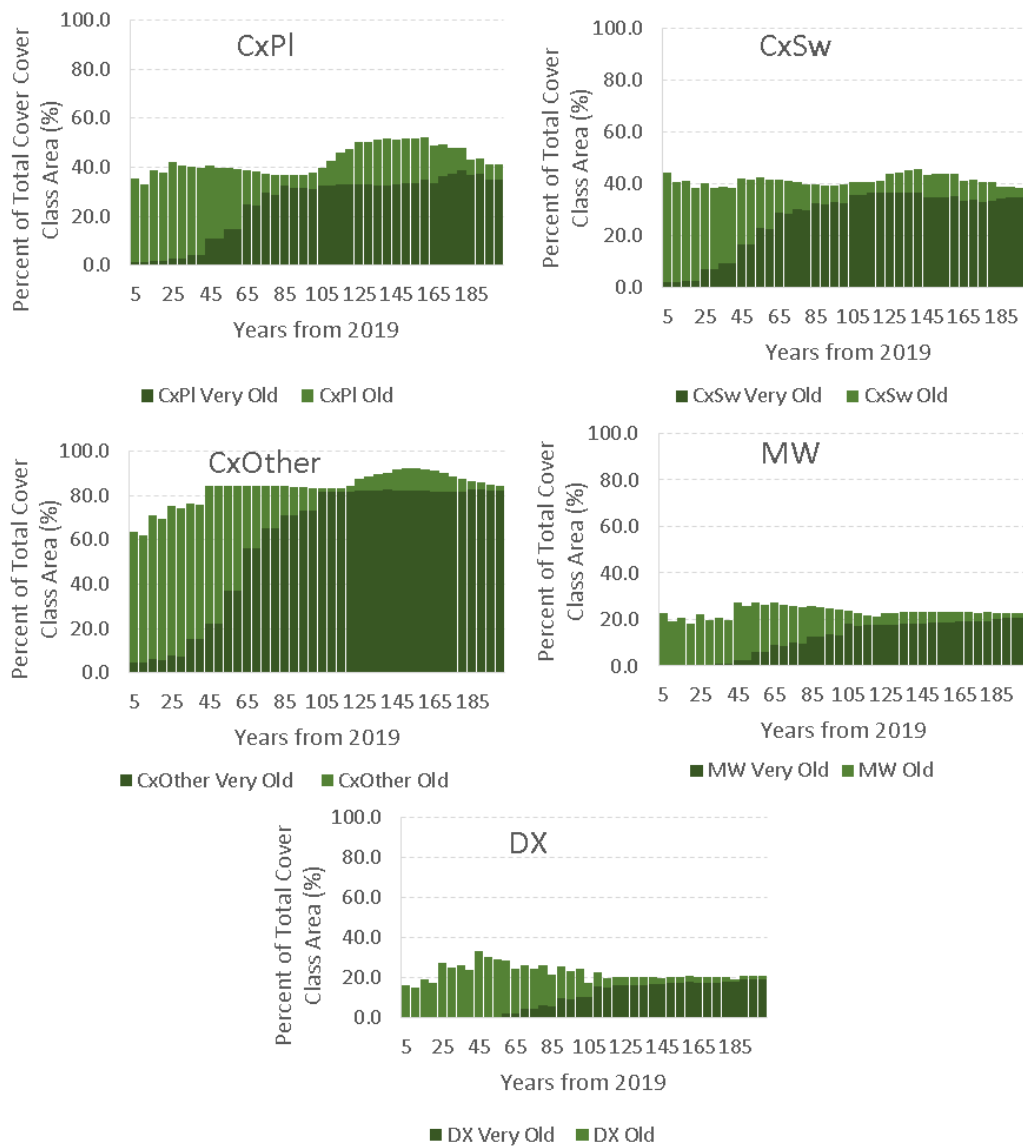 CxPl
100.0
80.0
60.0
40.0
20.0
0.0
Percent of Total Cover Cover
Class Area (%)
5 25 45 65 85 105 125 145 165 185
Years from 2019
CxPl Very Old CxPl Old
CxSw
100.0
80.0
60.0
40.0
20.0
0.0
Percent of Total Cover
Class Area (%)
5 25 45 65 85 105 125 145 165 185
Years from 2019
CxSw Very Old CxSw Old
CxOther
100.0
80.0
60.0
40.0
20.0
0.0
Percent of Total Cover
Class Area (%)
5 25 45 65 85 105 125 145 165 185
Years from 2019
CxOther Very Old CxOther Old
MW
100.0
80.0
60.0
40.0
20.0
0.0
Percent of Total Cover
Class Area (%)
5 25 45 65 85 105 125 145 165 185
Years from 2019
MW Very Old MW Old
DX
100.0
80.0
60.0
40.0
20.0
0.0
Percent of Total Cover
Class Area (%)
5 25 45 65 85 105 125 145 165 185
Years from 2019
DX Very Old DX Old